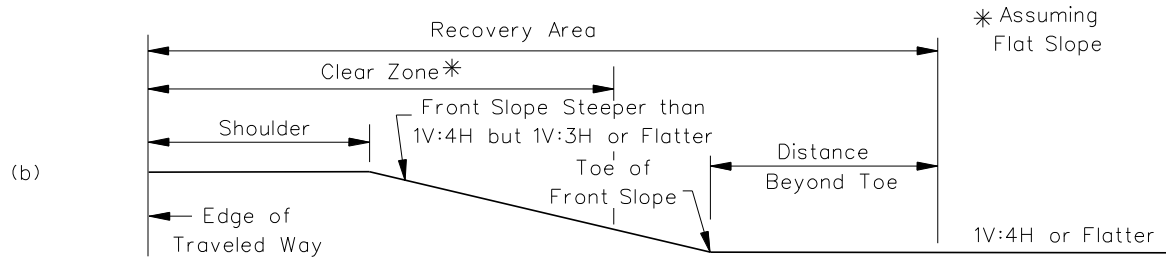 Recovery Area
* Assuming
Flat Slope
Clear Zone*
Front Slope Steeper than
1V:4H but 1V:3H or Flatter
Shoulder
(b)
Toe of
Front Slope
Distance
Beyond Toe
Edge of
Traveled Way
1V:4H or Flatter